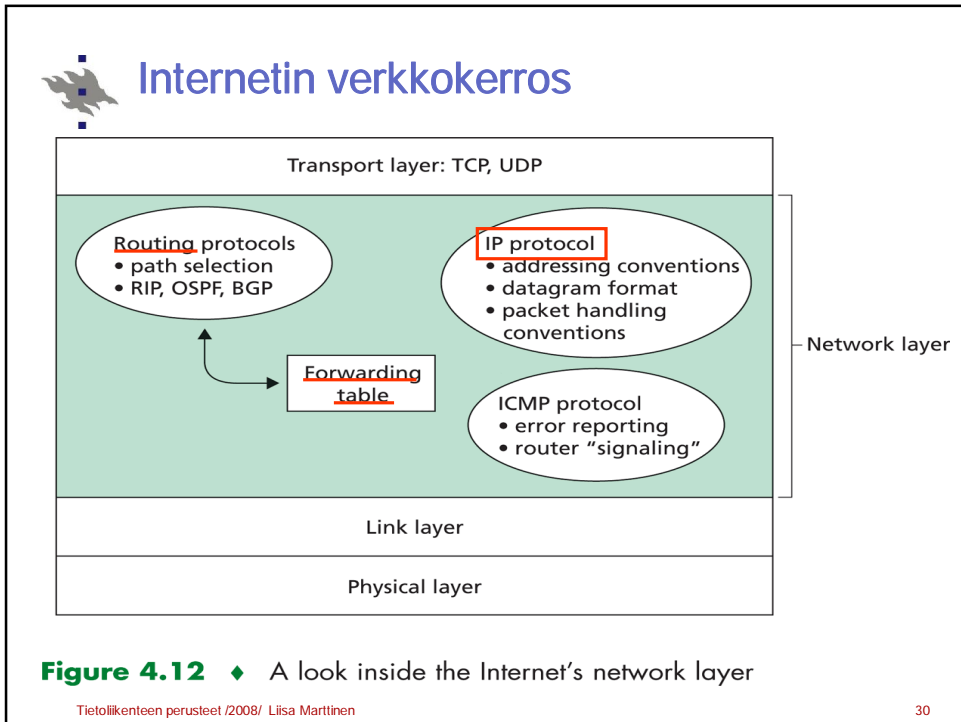 Internetin verkkokerros
Transport layer: TCP, UDP
Routing protocols
• path selection
• RIP, OSPF, BGP
IP protocol
• addressing conventions
• datagram format
• packet handling
conventions
Network layer
Forwarding
table
ICMP protocol
• error reporting
• router “signaling”
Link layer
Physical layer
Figure 4.12 ♦ A look inside the Internet’s network layer
Tietoliikenteen perusteet /2008/ Liisa Marttinen
30